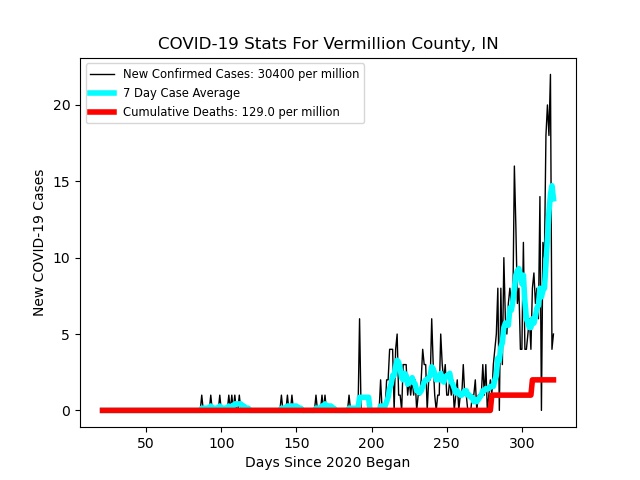 COVID-19 Stats For Vermillion County, IN
New Confirmed Cases: 30400 per million
7 Day Case Average
Cumulative Deaths: 129.0 per million
New COVID-19 Cases
20
15
10
5
0
50
100
150
200
250
300
Days Since 2020 Began